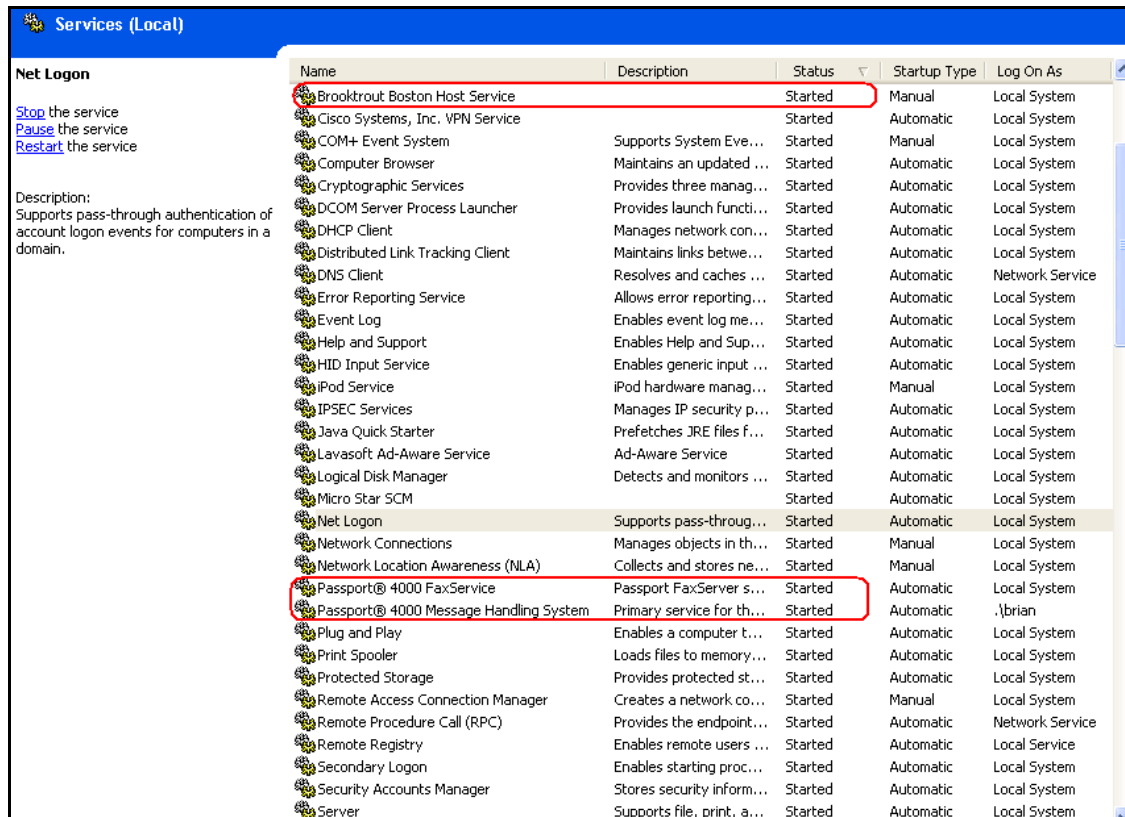 Services (Local)
Net Logon
Stop the service
Pause the service
Restart the service
Description:
Supports pass-through authentication of
account logon events for computers in a
domain.
Name Description Status Startup Type Log On As
Brooktrout Boston Host Service Started Manual Local System
Cisco Systems, Inc. VPN Service Started Automatic Local System
COM+ Event System Supports System Eve... Started Manual Local System
Computer Browser Maintains an updated ... Started Automatic Local System
Cryptographic Services Provides three manag... Started Automatic Local System
DCOM Server Process Launcher Provides launch functi... Started Automatic Local System
DHCP Client Manages network con... Started Automatic Local System
Distributed Link Tracking Client Maintains links betwe... Started Automatic Local System
DNS Client Resolves and caches ... Started Automatic Network Service
Error Reporting Service Allows error reporting... Started Automatic Local System
Event Log Enables event log me... Started Automatic Local System
Help and Support Enables Help and Sup... Started Automatic Local System
HID Input Service Enables generic input ... Started Automatic Local System
iPod Service iPod hardware manag... Started Manual Local System
IPSEC Services Manages IP security p... Started Automatic Local System
Java Quick Starter Prefetches JRE files f... Started Automatic Local System
Lavasoft Ad-Aware Service Ad-Aware Service Started Automatic Local System
Logical Disk Manager Detects and monitors ... Started Automatic Local System
Micro Star SCM Started Automatic Local System
Net Logon Supports pass-throug... Started Automatic Local System
Network Connections Manages objects in th... Started Manual Local System
Network Location Awareness (NLA) Collects and stores ne... Started Manual Local System
Passport® 4000 FaxService Passport FaxServer s... Started Automatic Local System
Passport® 4000 Message Handling System Primary service for th... Started Automatic .\brian
Plug and Play Enables a computer t... Started Automatic Local System
Print Spooler Loads files to memory... Started Automatic Local System
Protected Storage Provides protected st... Started Automatic Local System
Remote Access Connection Manager Creates a network co... Started Manual Local System
Remote Procedure Call (RPC) Provides the endpoint... Started Automatic Network Service
Remote Registry Enables remote users ... Started Automatic Local Service
Secondary Logon Enables starting proc... Started Automatic Local System
Security Accounts Manager Stores security inform... Started Automatic Local System
Server Supports file, print, a... Started Automatic Local System